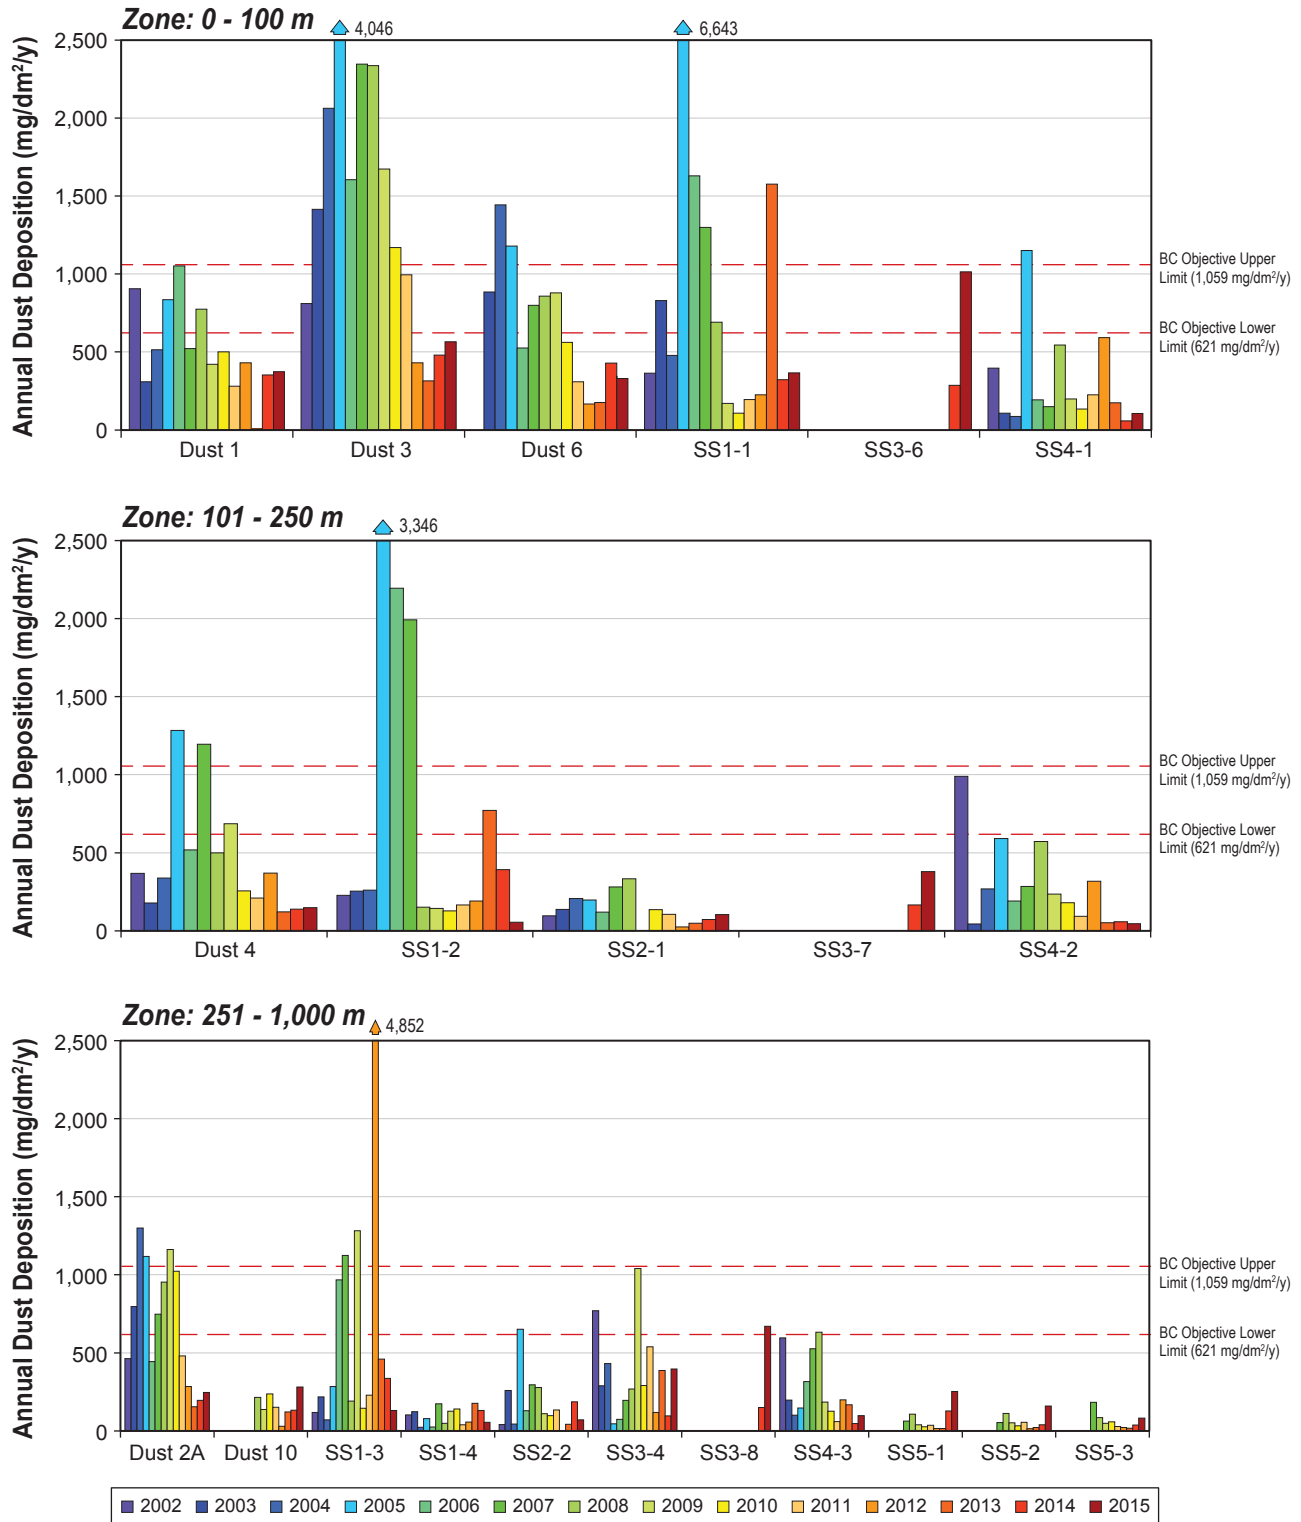 Zone: 0 - 100 m
4,046
6,643
Annual Dust Deposition (mg/dm²/y)
2,500
2,000
1,500
1,000
500
0
BC Objective Upper
Limit (1,059 mg/dm²/y)
BC Objective Lower
Limit (621 mg/dm²/y)
Dust 1 Dust 3 Dust 6 SS1-1 SS3-6 SS4-1
Zone: 101 - 250 m
3,346
Annual Dust Deposition (mg/dm²/y)
2,500
2,000
1,500
1,000
500
0
BC Objective Upper
Limit (1,059 mg/dm²/y)
BC Objective Lower
Limit (621 mg/dm²/y)
Dust 4 SS1-2 SS2-1 SS3-7 SS4-2
Zone: 251 - 1,000 m
4,852
Annual Dust Deposition (mg/dm²/y)
2,500
2,000
1,500
1,000
500
0
BC Objective Upper
Limit (1,059 mg/dm²/y)
BC Objective Lower
Limit (621 mg/dm²/y)
Dust 2A Dust 10 SS1-3 SS1-4 SS2-2 SS3-4 SS3-8 SS4-3 SS5-1 SS5-2 SS5-3
2002 2003 2004 2005 2006 2007 2008 2009 2010 2011 2012 2013 2014 2015